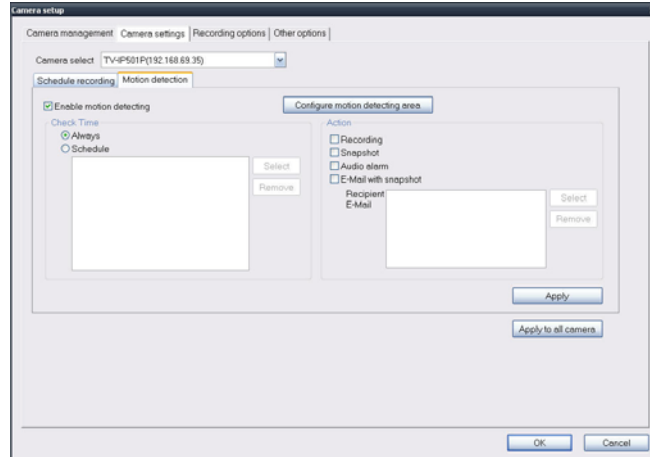 Camera setup
Camera management Camera settings Recording options Other options
Camera select TV-IP501P(192.168.69.35)
Schedule recording Motion detection
Enable motion detecting Configure motion detecting area
Check Time Action
Always Recording
Schedule Snapshot
Select Audio alarm
Remove E-Mail with snapshot
Recipient Select
E-Mail Remove
Apply
Apply to all camera
OK Cancel